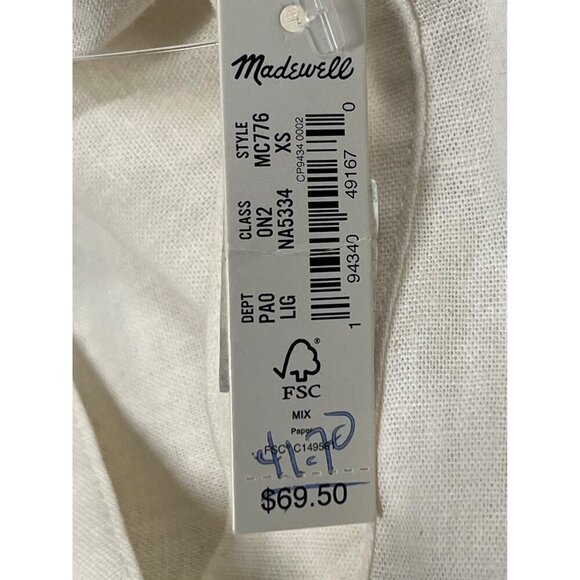 Madewell
STYLE
MC776
XS
CP9434 0002
CLASS
0N2
NA5334
DEPT
PAO
LIG
1 94340 49167 0
FSC®
MIX
Paper
41.70
$69.50